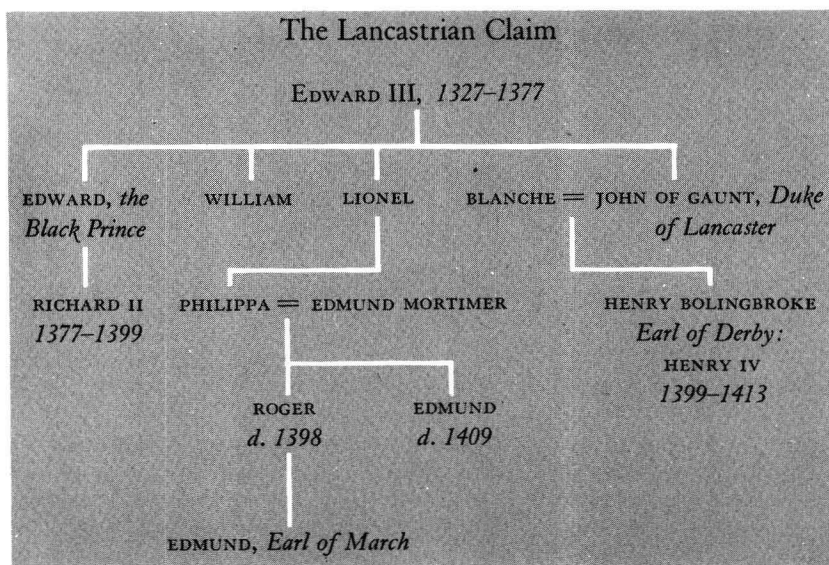 The Lancastrian Claim
EDWARD III, 1327–1377
EDWARD, the
Black Prince
WILLIAM
LIONEL
BLANCHE = JOHN OF GAUNT, Duke
of Lancaster
RICHARD II
1377–1399
PHILIPPA = EDMUND MORTIMER
HENRY BOLINGBROKE
Earl of Derby:
HENRY IV
1399–1413
ROGER
d. 1398
EDMUND
d. 1409
EDMUND, Earl of March